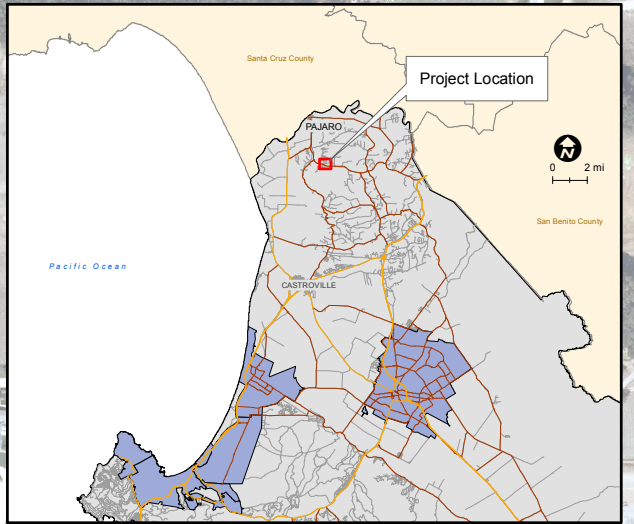 Santa Cruz County
Project Location
PAJARO
N
0 2 mi
San Benito County
Pacific Ocean
CASTROVILLE